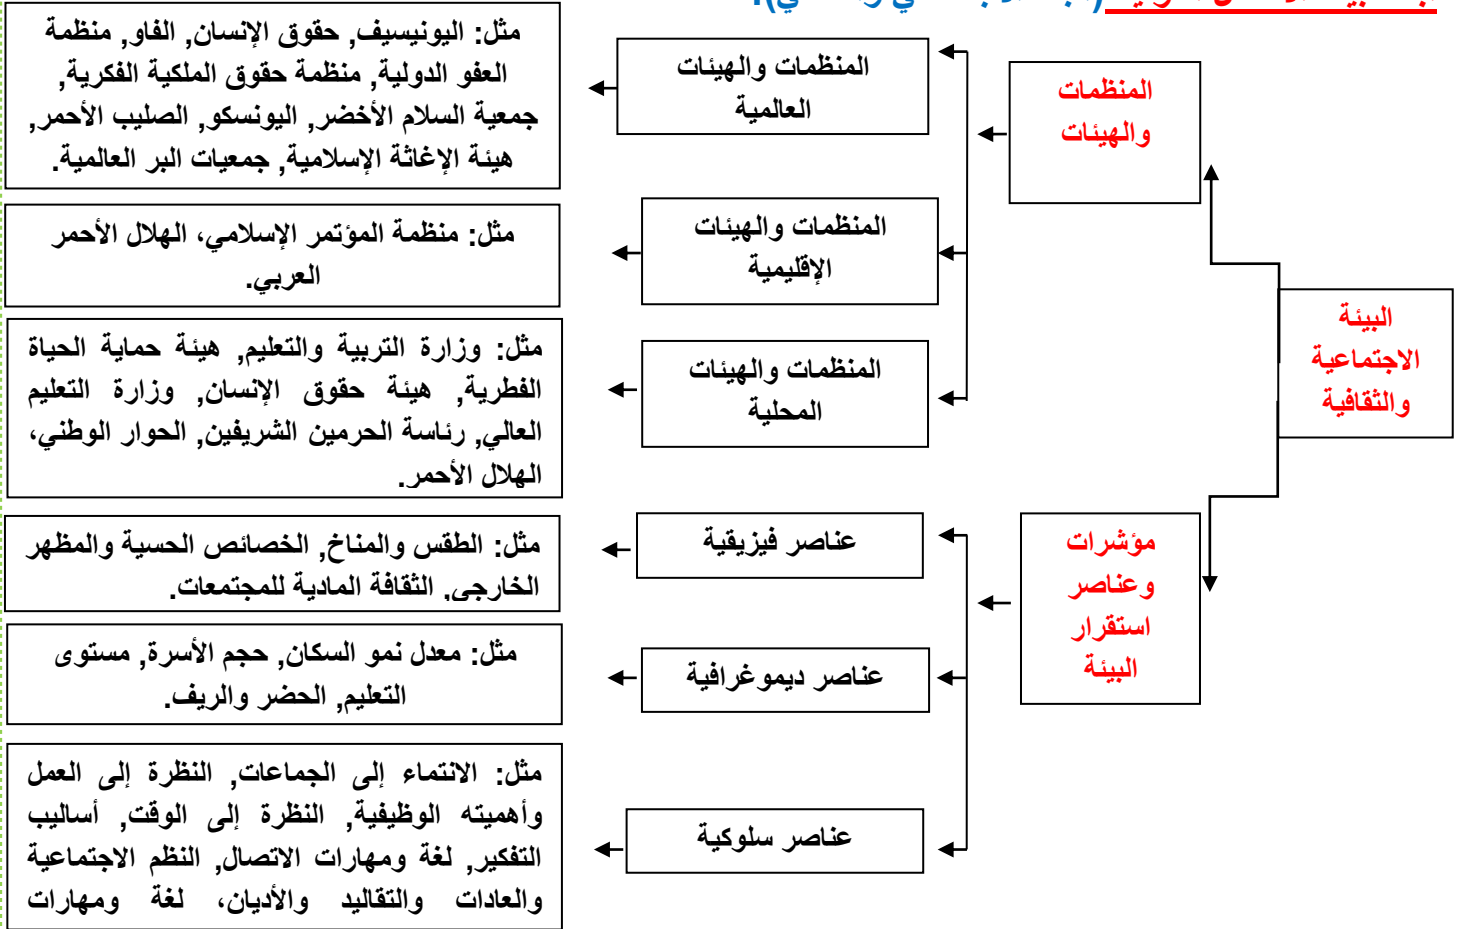 البيئة
الاجتماعية
والثقافية
المنظمات
والهيئات
المنظمات والهيئات
العالمية
مثل: اليونيسيف, حقوق الإنسان, الفاو, منظمة
العفو الدولية, منظمة حقوق الملكية الفكرية,
جمعية السلام الأخضر, اليونسكو, الصليب الأحمر,
هيئة الإغاثة الإسلامية, جمعيات البر العالمية.
المنظمات والهيئات
الإقليمية
مثل: منظمة المؤتمر الإسلامي، الهلال الأحمر
العربي.
المنظمات والهيئات
المحلية
مثل: وزارة التربية والتعليم, هيئة حماية الحياة
الفطرية, هيئة حقوق الإنسان, وزارة التعليم
العالي, رئاسة الحرمين الشريفين, الحوار الوطني،
الهلال الأحمر.
مؤشرات
وعناصر
استقرار
البيئة
عناصر فيزيقية
مثل: الطقس والمناخ, الخصائص الحسية والمظهر
الخارجي, الثقافة المادية للمجتمعات.
عناصر ديموغرافية
مثل: معدل نمو السكان, حجم الأسرة, مستوى
التعليم, الحضر والريف.
عناصر سلوكية
مثل: الانتماء إلى الجماعات, النظرة إلى العمل
وأهميته الوظيفية, النظرة إلى الوقت, أساليب
التفكير, لغة ومهارات الاتصال, النظم الاجتماعية
والعادات والتقاليد والأديان، لغة ومهارات